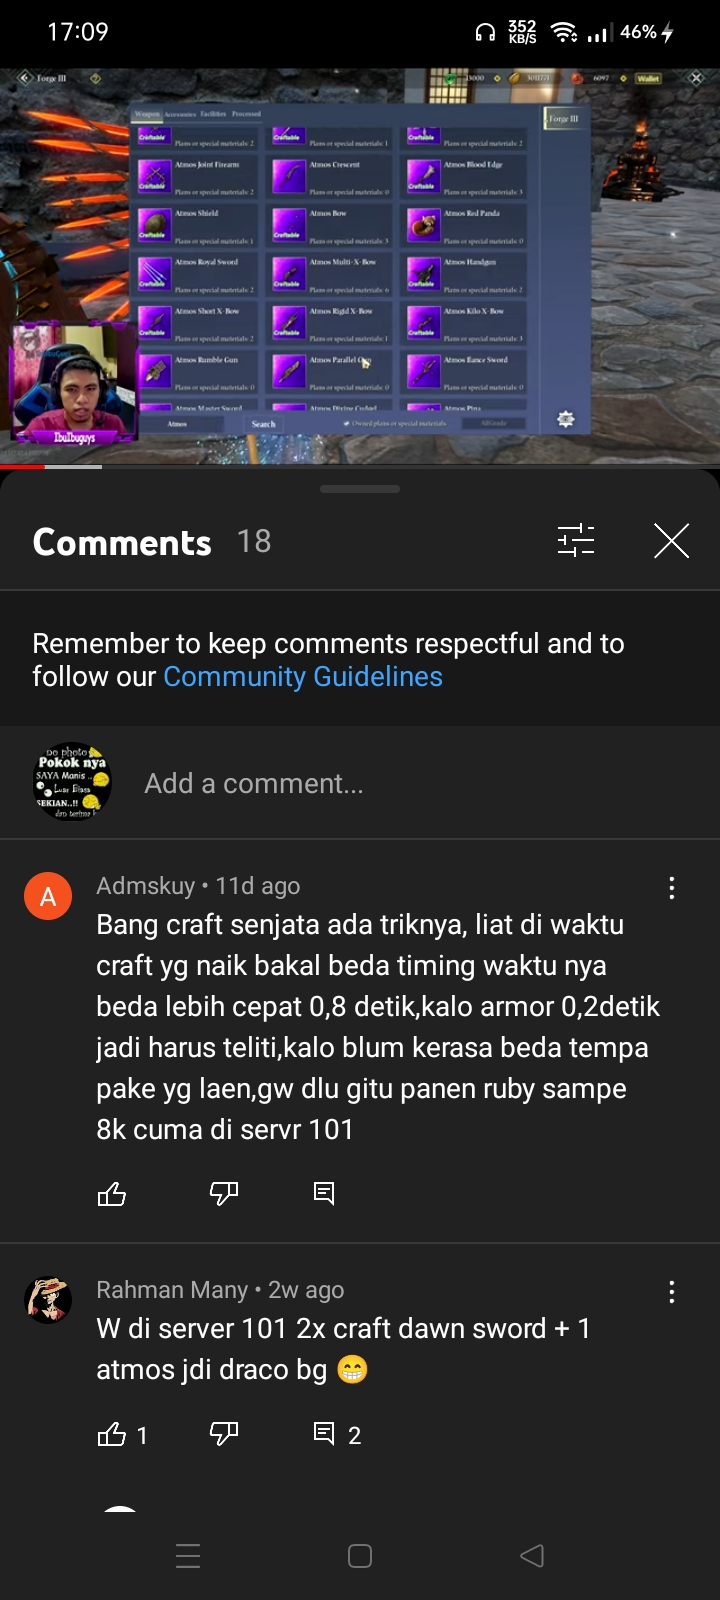 17:09
352
KB/S
46%
Forge III
13000
6097
Wallet
Weapon Accessories Facilities Processed
Forge III
Craftable
Plans or special materials: 2
Craftable
Plans or special materials: 1
Craftable
Plans or special materials: 2
Atmos Joint Firearm
Craftable
Plans or special materials: 2
Atmos Crescent
Plans or special materials: 0
Atmos Blood Edge
Craftable
Plans or special materials: 3
Atmos Shield
Craftable
Plans or special materials: 1
Atmos Bow
Craftable
Plans or special materials: 3
Atmos Red Panda
Plans or special materials: 0
Atmos Royal Sword
Craftable
Plans or special materials: 2
Atmos Multi-X-Bow
Craftable
Plans or special materials: 6
Atmos Handgun
Craftable
Plans or special materials: 2
Atmos Short X-Bow
Craftable
Plans or special materials: 2
Atmos Rigid X-Bow
Craftable
Plans or special materials: 1
Atmos Kilo X-Bow
Craftable
Plans or special materials: 3
Atmos Rumble Gun
Plans or special materials: 0
Atmos Parallel
Plans or special materials: 0
Atmos Lance Sword
Plans or special materials: 0
Atmos Master Sword
Atmos Divine
Atmos
Atmos
Search
Owned plans or special materials
All Grade
IbuIbuguys
Comments 18
Remember to keep comments respectful and to
follow our Community Guidelines
no photo
Pokok nya
SAYA Manis ..
Luar Biasa
SEKIAN..!!
dan terima
Add a comment...
A
Admskuy • 11d ago
Bang craft senjata ada triknya, liat di waktu
craft yg naik bakal beda timing waktu nya
beda lebih cepat 0,8 detik,kalo armor 0,2detik
jadi harus teliti,kalo blum kerasa beda tempa
pake yg laen,gw dlu gitu panen ruby sampe
8k cuma di servr 101
Rahman Many • 2w ago
W di server 101 2x craft dawn sword + 1
atmos jdi draco bg 😁
1
2